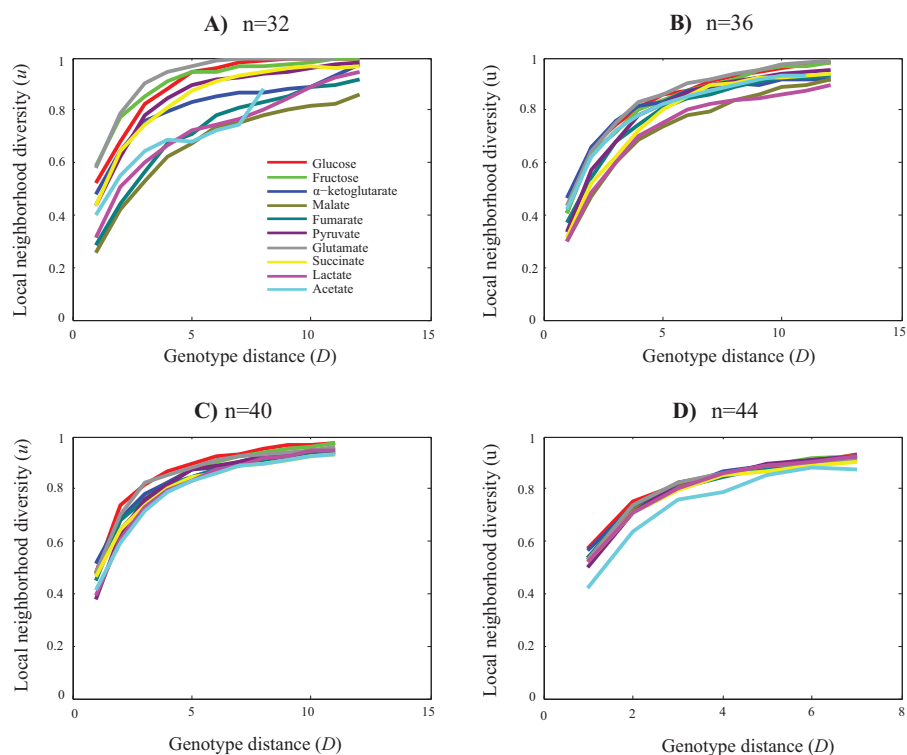 A) n=32
B) n=36
Local neighborhood diversity (u)
1
0.8
0.6
0.4
0.2
0
0
5
10
15
Genotype distance (D)
Glucose
Fructose
α−ketoglutarate
Malate
Fumarate
Pyruvate
Glutamate
Succinate
Lactate
Acetate
Local neighborhood diversity (u)
1
0.8
0.6
0.4
0.2
0
0
5
10
15
Genotype distance (D)
C) n=40
D) n=44
Local neighborhood diversity (u)
1
0.8
0.6
0.4
0.2
0
0
5
10
15
Genotype distance (D)
Local neighborhood diversity (u)
1
0.8
0.6
0.4
0.2
0
0
2
4
6
8
Genotype distance (D)